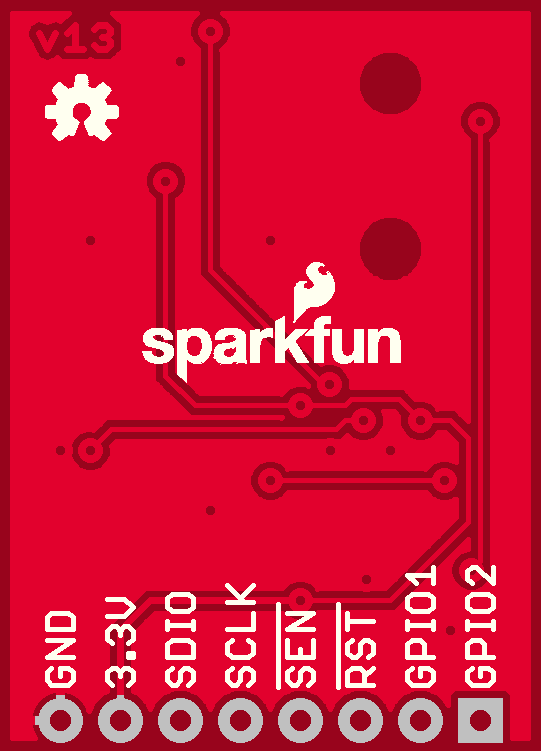 v13
sparkfun
GND
3.3V
SDIO
SCLK
SEN
RST
GPIO1
GPIO2